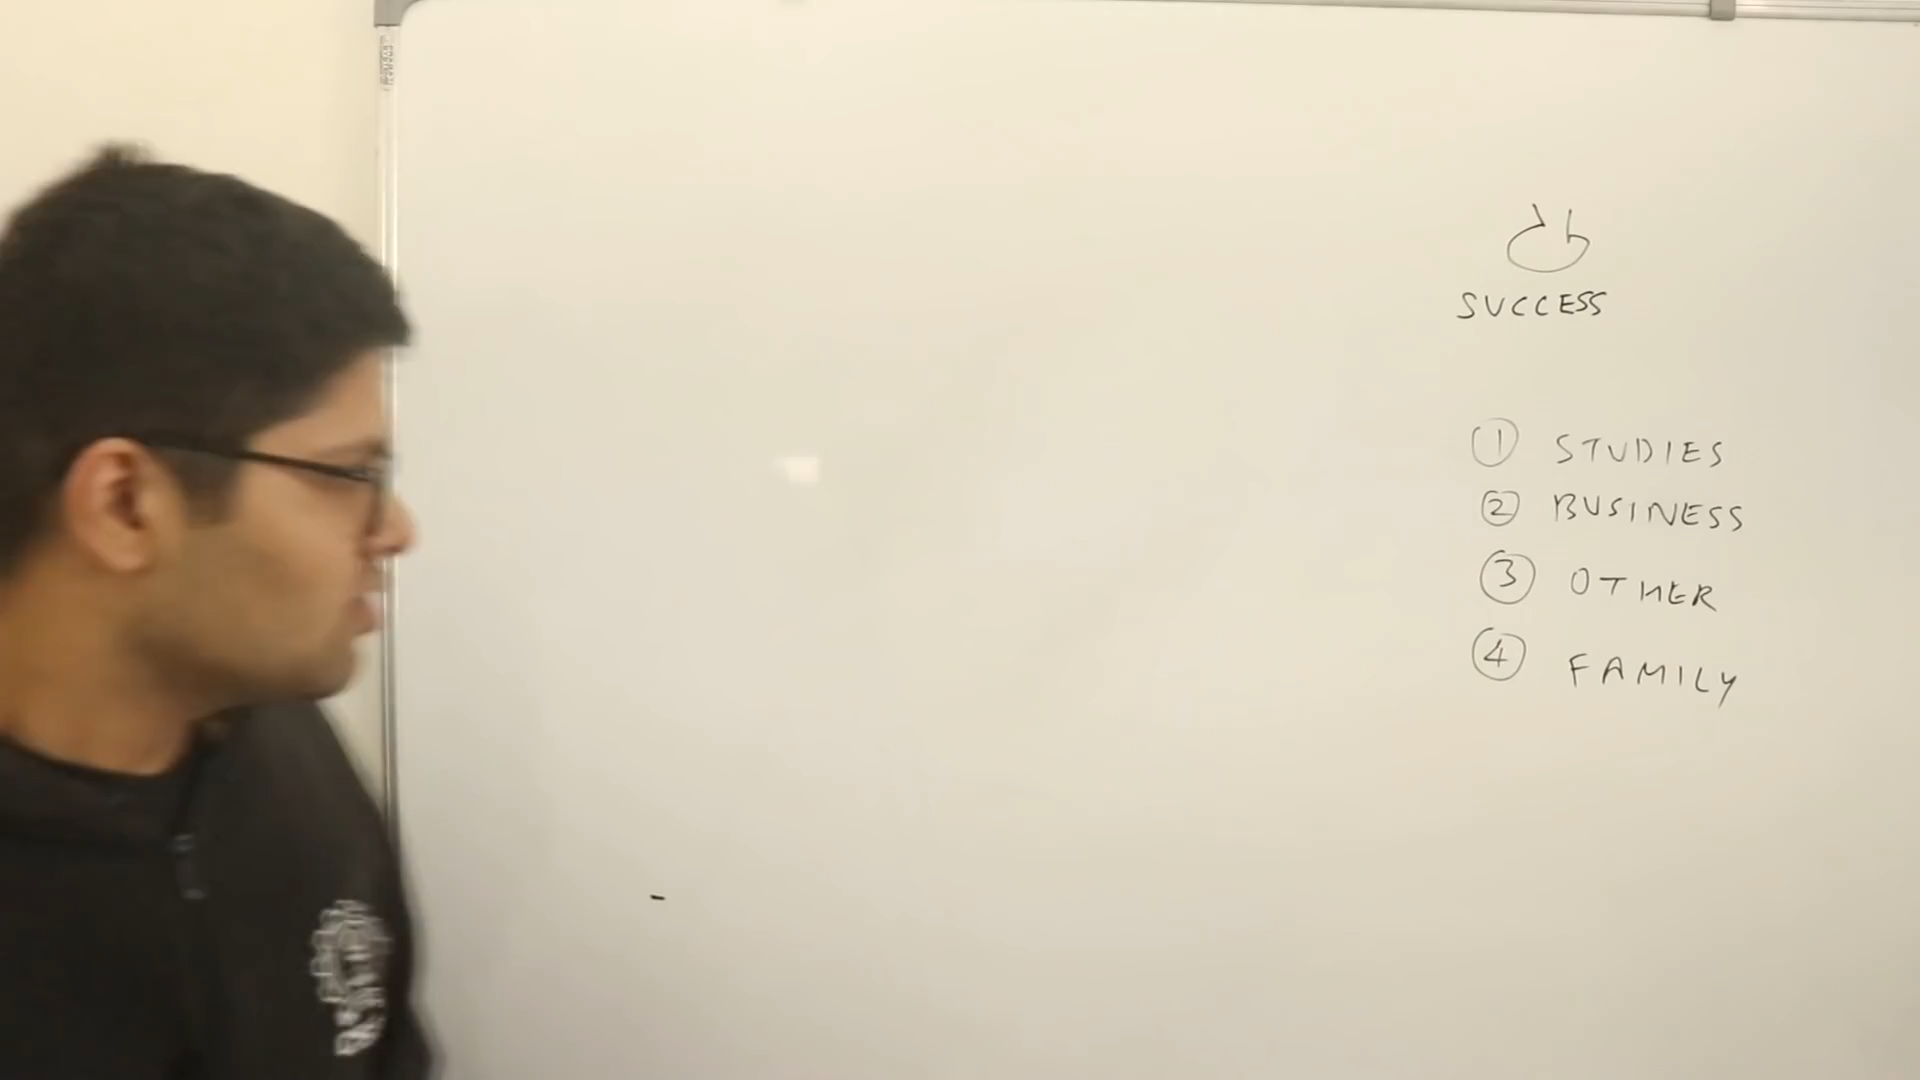 SUCCESS
① STUDIES
② BUSINESS
③ OTHER
④ FAMILY